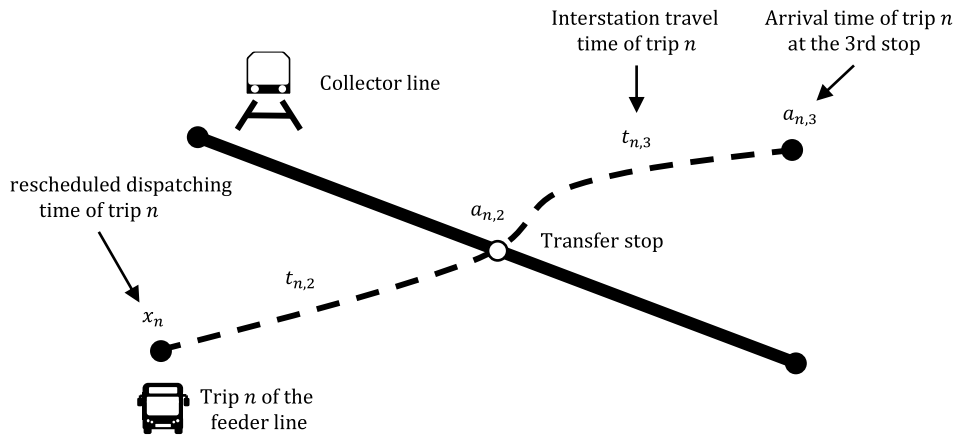 Interstation travel
time of trip n
Arrival time of trip n
at the 3rd stop
Collector line
a_{n,3}
t_{n,3}
rescheduled dispatching
time of trip n
a_{n,2}
Transfer stop
t_{n,2}
x_n
Trip n of the
feeder line